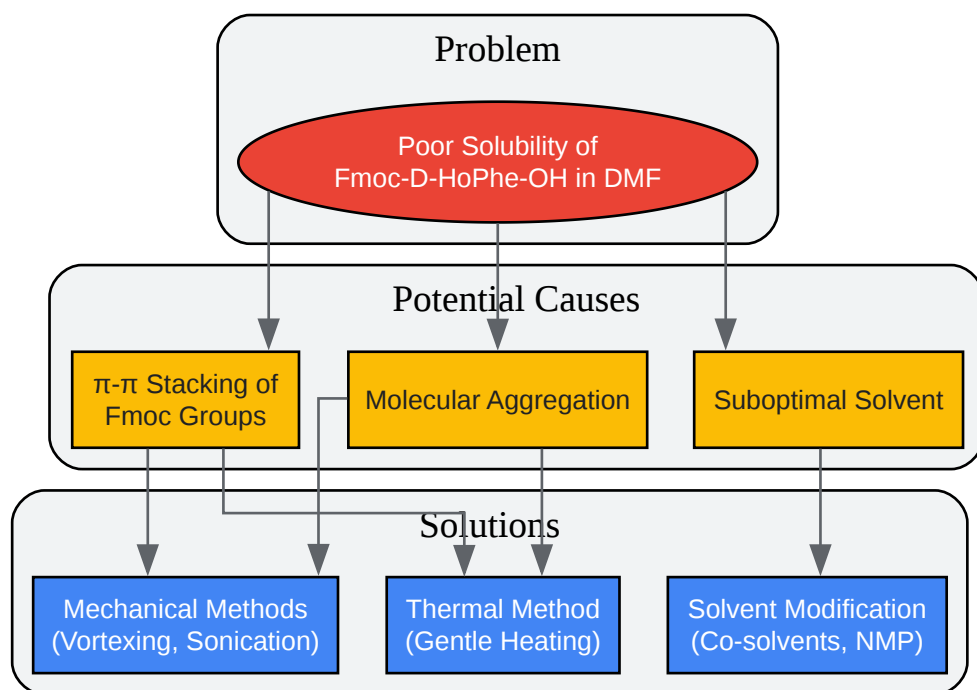 Problem
Poor Solubility of
Fmoc-D-HoPhe-OH in DMF
Potential Causes
π-π Stacking of
Fmoc Groups
Molecular Aggregation
Suboptimal Solvent
Solutions
Mechanical Methods
(Vortexing, Sonication)
Thermal Method
(Gentle Heating)
Solvent Modification
(Co-solvents, NMP)